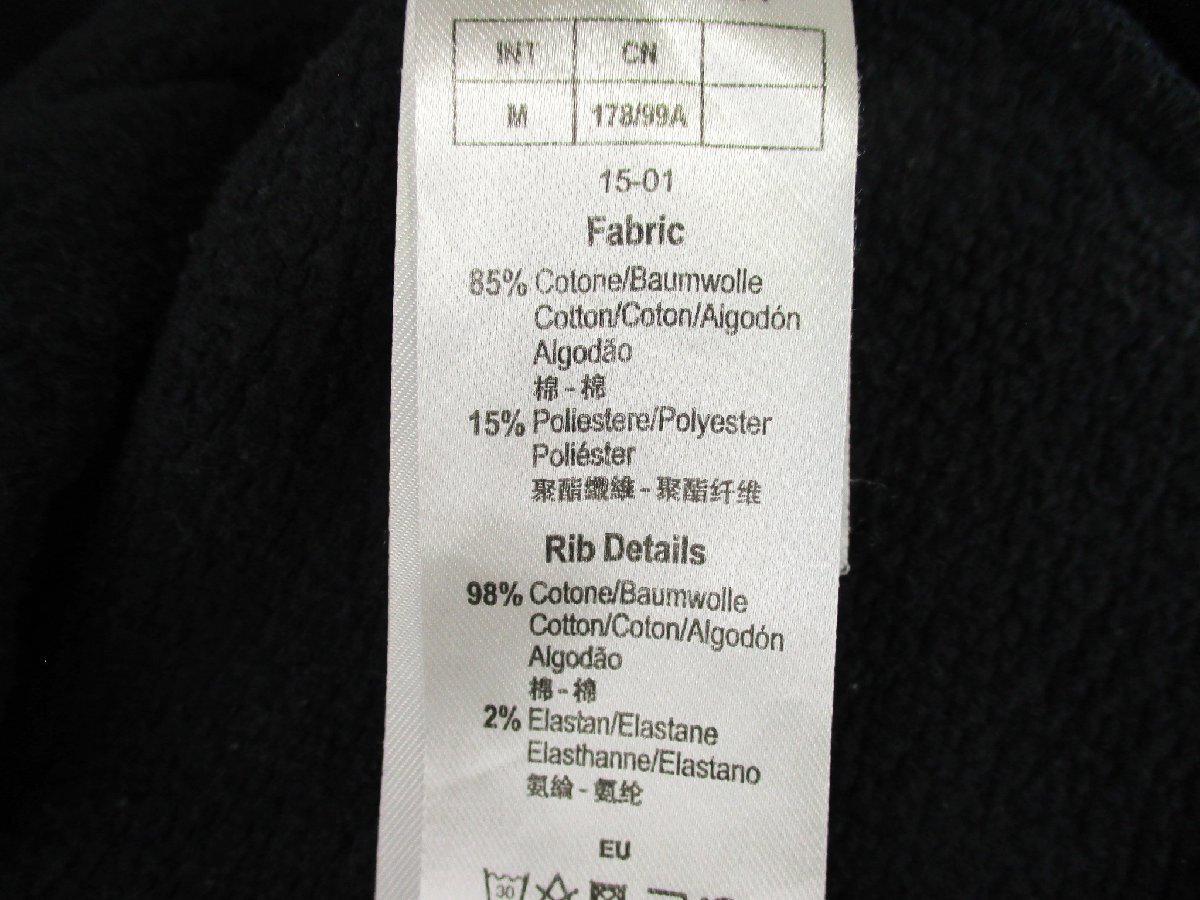 INT CN
M 178/99A
15-01
Fabric
85% Cotone/Baumwolle
Cotton/Coton/Algodón
Algodão
棉 - 棉
15% Poliestere/Polyester
Poliéster
聚酯纖維 - 聚酯纤维
Rib Details
98% Cotone/Baumwolle
Cotton/Coton/Algodón
Algodão
棉 - 棉
2% Elastan/Elastane
Elasthanne/Elastano
氨綸 - 氨纶
EU
30